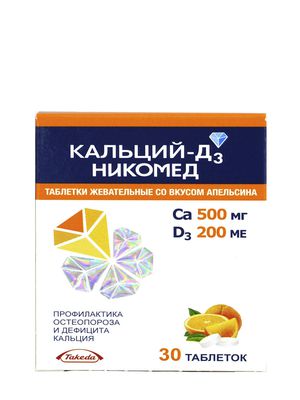 КАЛЬЦИЙ-Д3
НИКОМЕД
ТАБЛЕТКИ ЖЕВАТЕЛЬНЫЕ СО ВКУСОМ АПЕЛЬСИНА
Ca 500 МГ
D3 200 МЕ
ПРОФИЛАКТИКА
ОСТЕОПОРОЗА
И ДЕФИЦИТА
КАЛЬЦИЯ
Takeda
30 ТАБЛЕТОК